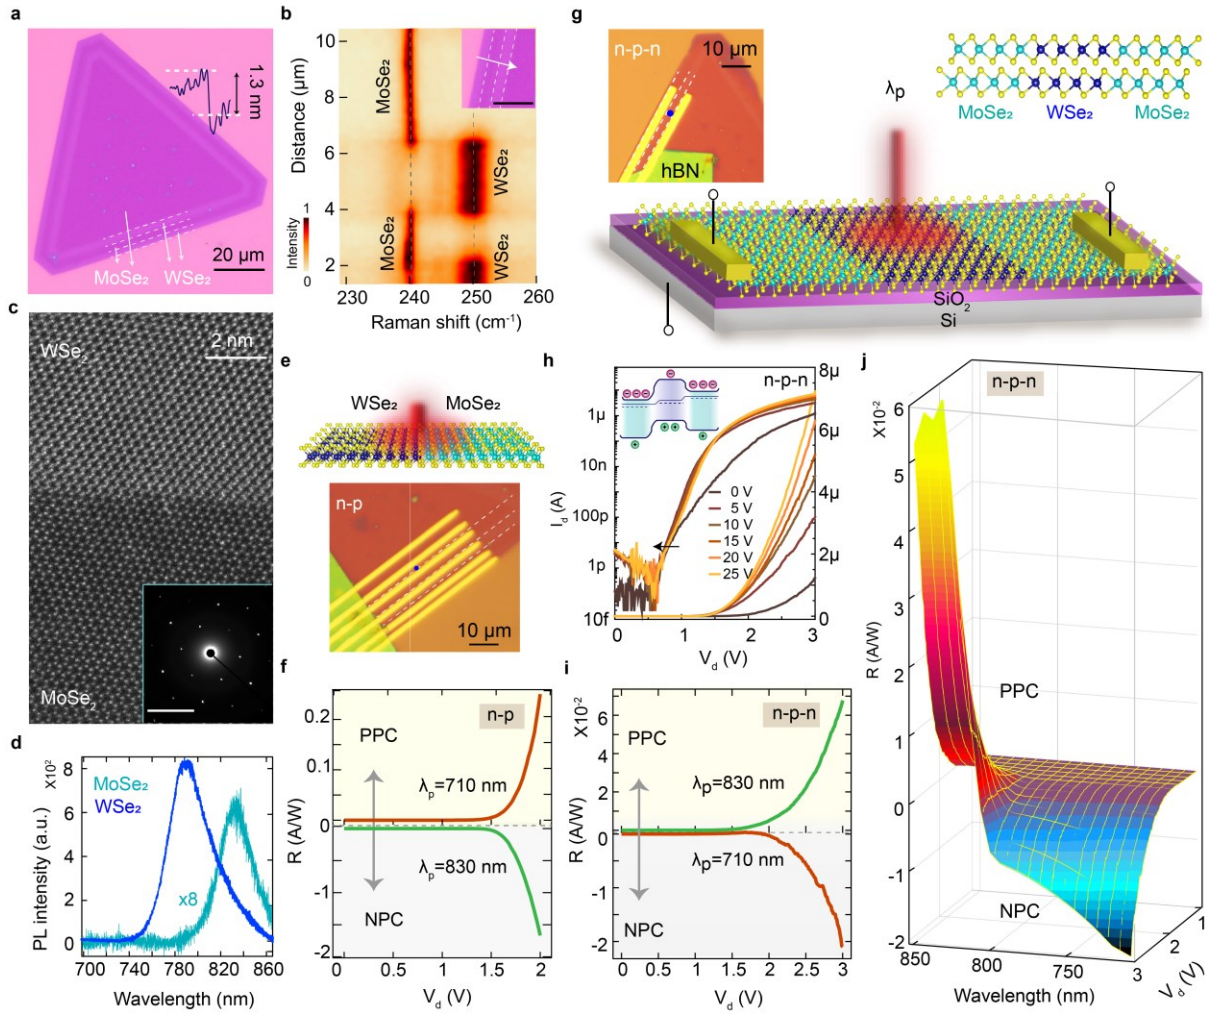 a
1.3 nm
MoSe₂ WSe₂
20 μm
b
Distance (μm)
10
8
6
4
2
MoSe₂
WSe₂
MoSe₂
WSe₂
Intensity
1
0
230 240 250 260
Raman shift (cm⁻¹)
c
WSe₂
2 nm
MoSe₂
d
X10²
PL intensity (a.u.)
8
6
4
2
0
MoSe₂
WSe₂
x8
700 740 780 820 860
Wavelength (nm)
e
WSe₂ MoSe₂
n-p
10 μm
f
n-p
PPC
λₚ=710 nm
λₚ=830 nm
NPC
R (A/W)
0.2
0.1
0
-1
-2
0 0.5 1 1.5 2
V_d (V)
g
n-p-n
10 μm
hBN
λₚ
MoSe₂ WSe₂ MoSe₂
SiO₂
Si
h
n-p-n
I_d (A)
1μ
10n
100p
1p
10f
8μ
6μ
4μ
2μ
0
0 V
5 V
10 V
15 V
20 V
25 V
0 1 2 3
V_d (V)
i
X10⁻²
n-p-n
PPC
λₚ=830 nm
λₚ=710 nm
NPC
R (A/W)
6
4
2
0
0
-1
-2
0 0.5 1 1.5 2 2.5 3
V_d (V)
j
n-p-n
X10⁻²
R (A/W)
6
5
4
3
2
1
0
-1
-2
PPC
NPC
850 800 750
Wavelength (nm)
3 2 1
V_d (V)